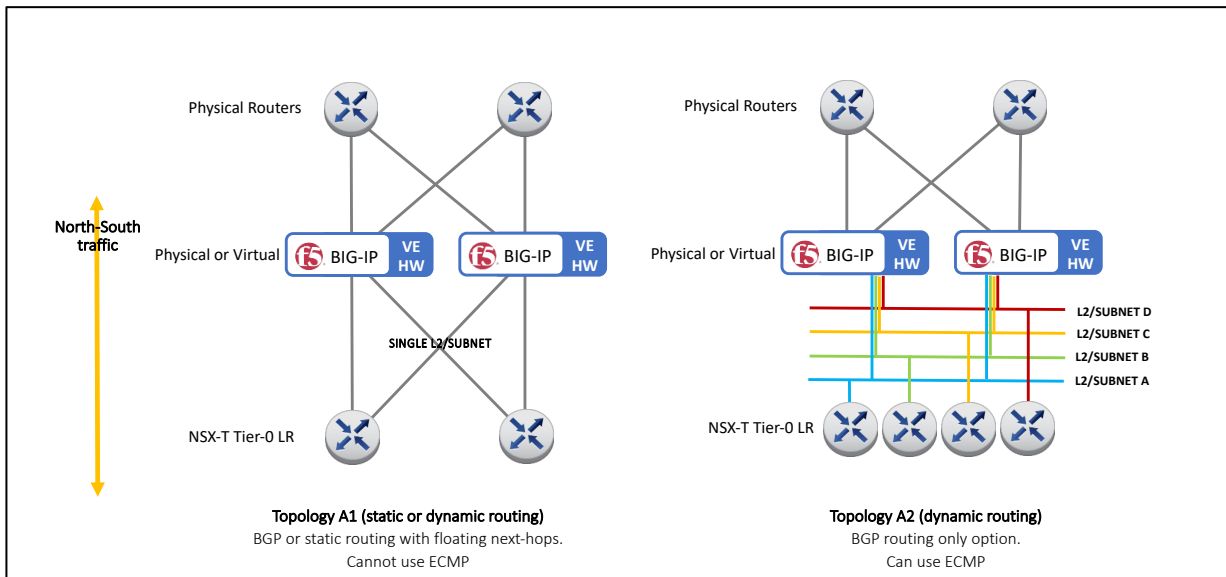 Physical Routers
North-South
traffic
Physical or Virtual
f5 BIG-IP VE
HW
f5 BIG-IP VE
HW
SINGLE L2/SUBNET
NSX-T Tier-0 LR
Topology A1 (static or dynamic routing)
BGP or static routing with floating next-hops.
Cannot use ECMP
Physical Routers
Physical or Virtual
f5 BIG-IP VE
HW
f5 BIG-IP VE
HW
L2/SUBNET D
L2/SUBNET C
L2/SUBNET B
L2/SUBNET A
NSX-T Tier-0 LR
Topology A2 (dynamic routing)
BGP routing only option.
Can use ECMP